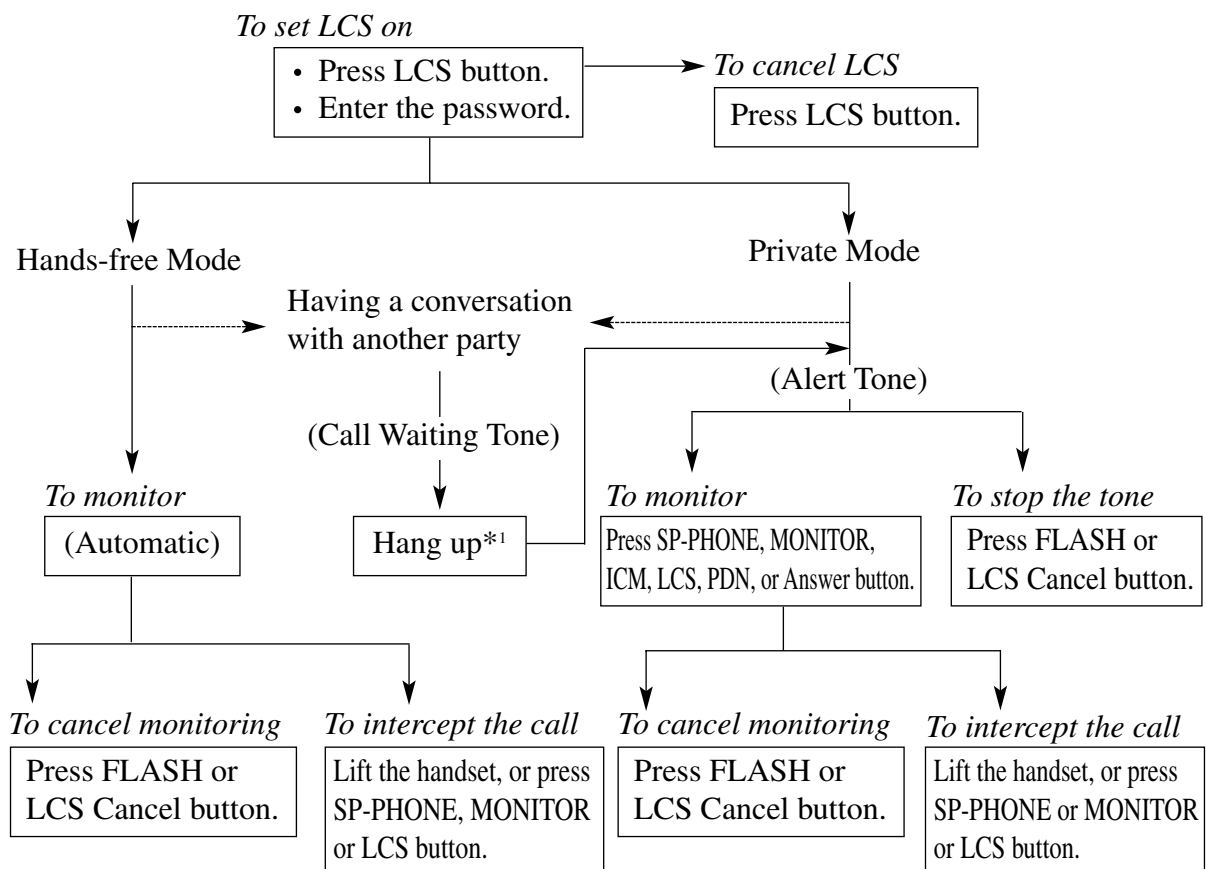 To set LCS on
• Press LCS button.
• Enter the password.
To cancel LCS
Press LCS button.
Hands-free Mode
Private Mode
Having a conversation
with another party
(Alert Tone)
(Call Waiting Tone)
To monitor
(Automatic)
Hang up*1
To monitor
Press SP-PHONE, MONITOR,
ICM, LCS, PDN, or Answer button.
To stop the tone
Press FLASH or
LCS Cancel button.
To cancel monitoring
Press FLASH or
LCS Cancel button.
To intercept the call
Lift the handset, or press
SP-PHONE, MONITOR
or LCS button.
To cancel monitoring
Press FLASH or
LCS Cancel button.
To intercept the call
Lift the handset, or press
SP-PHONE or MONITOR
or LCS button.